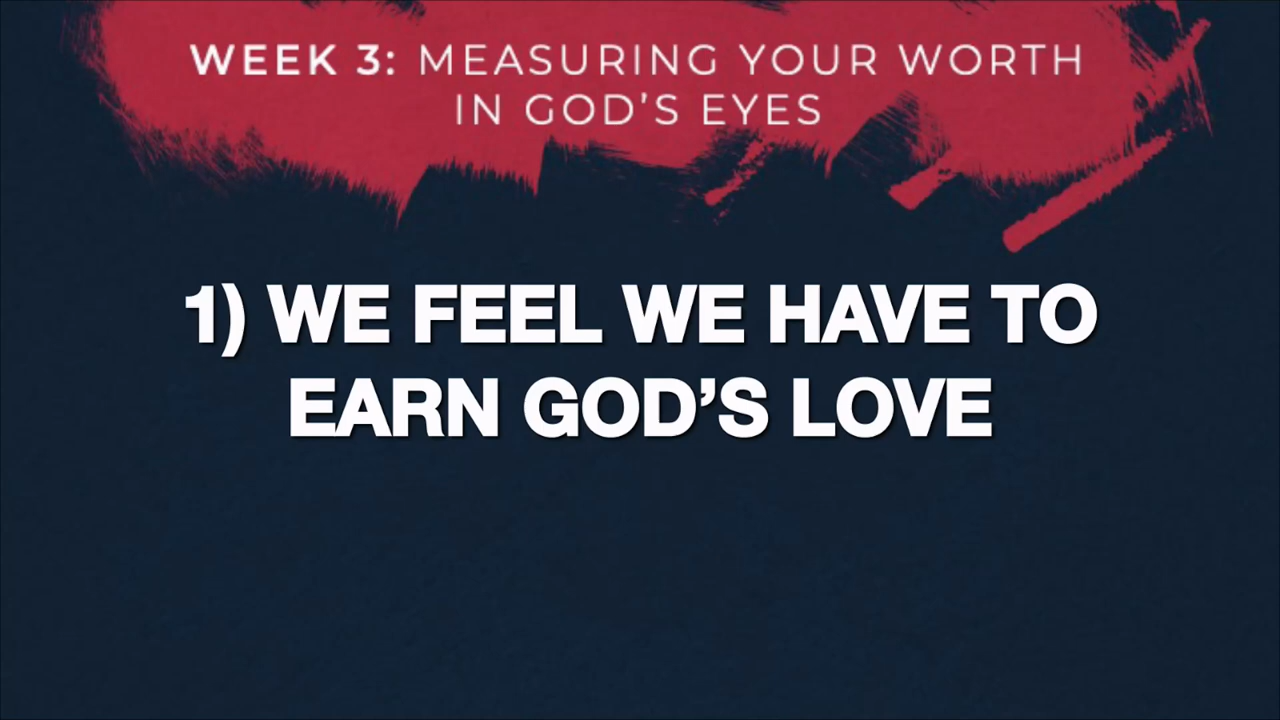 WEEK 3: MEASURING YOUR WORTH
IN GOD'S EYES
1) WE FEEL WE HAVE TO
EARN GOD’S LOVE